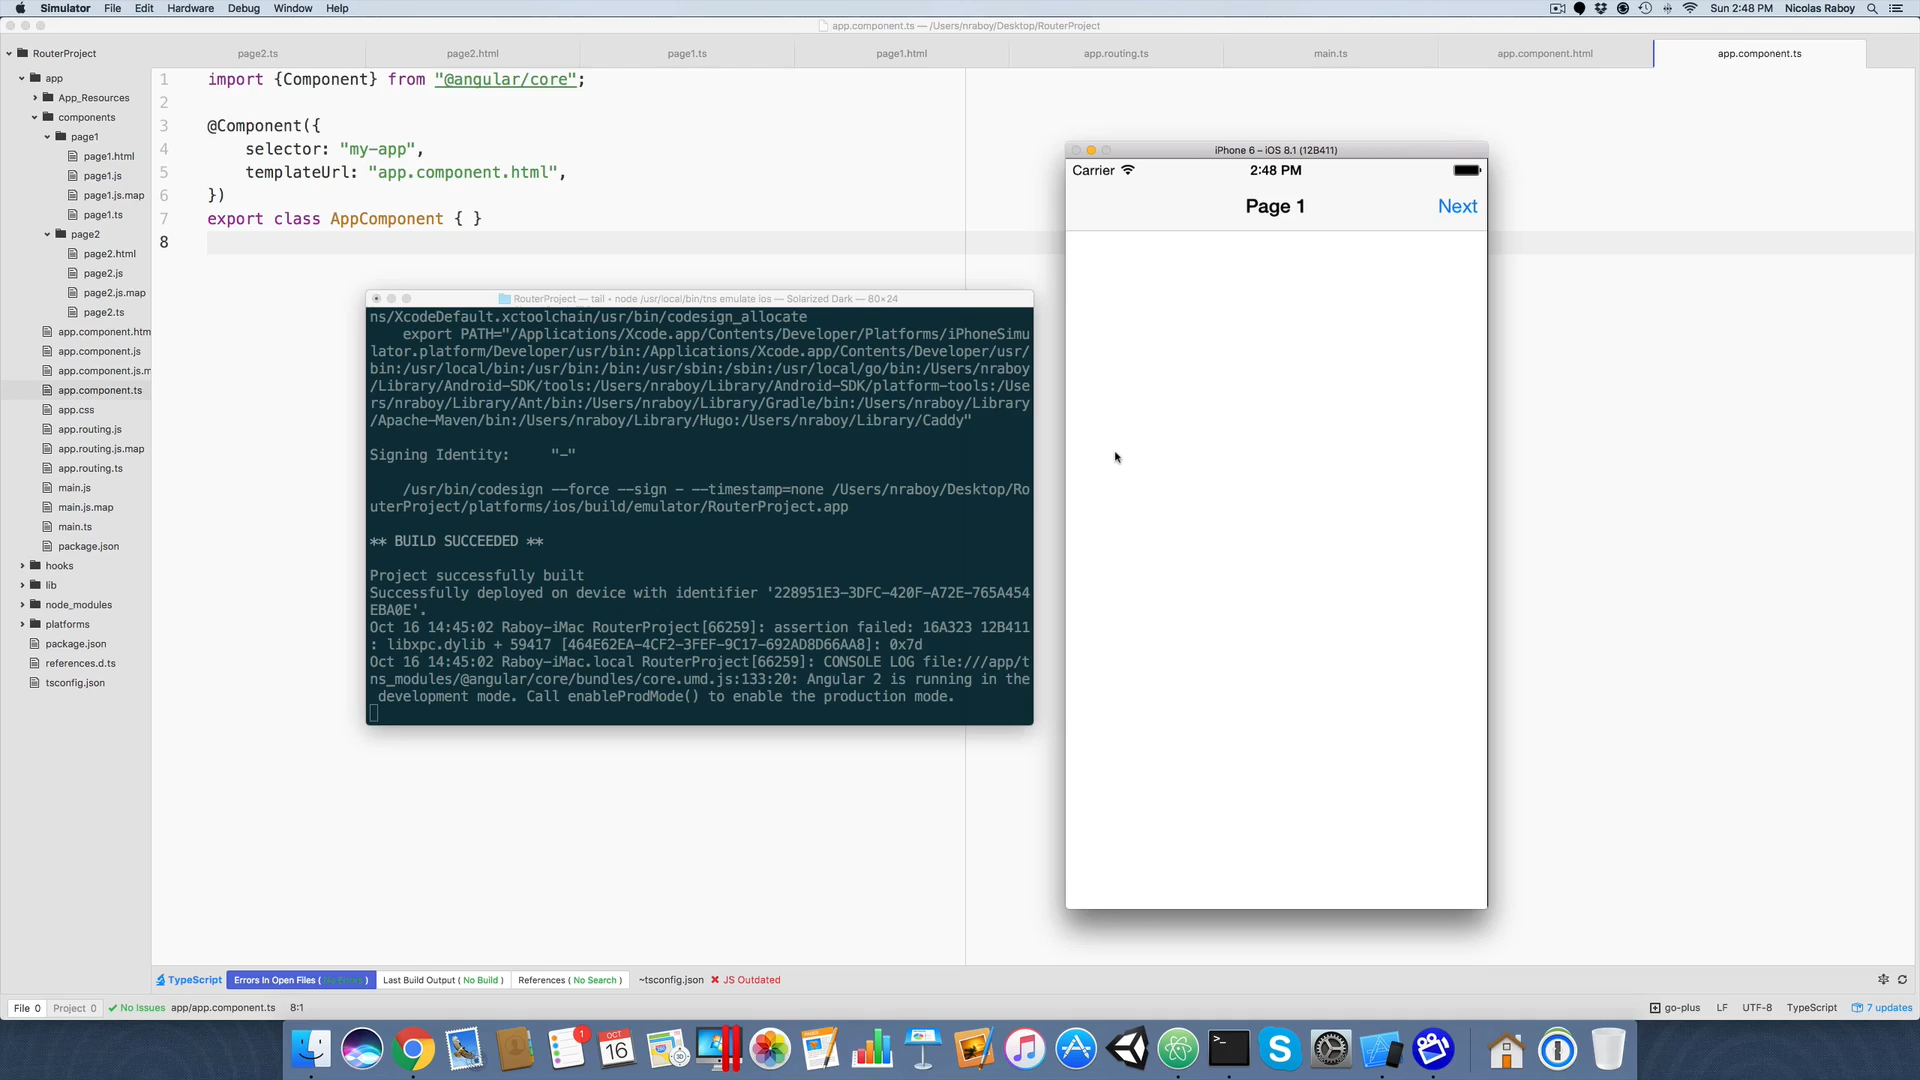 Simulator File Edit Hardware Debug Window Help
Sun 2:48 PM Nicolas Raboy
app.component.ts — /Users/nraboy/Desktop/RouterProject
RouterProject
page2.ts page2.html page1.ts page1.html app.routing.ts main.ts app.component.html app.component.ts
app
App_Resources
components
page1
page1.html
page1.js
page1.js.map
page1.ts
page2
page2.html
page2.js
page2.js.map
page2.ts
app.component.htm
app.component.js
app.component.js.m
app.component.ts
app.css
app.routing.js
app.routing.js.map
app.routing.ts
main.js
main.js.map
main.ts
package.json
hooks
lib
node_modules
platforms
package.json
references.d.ts
tsconfig.json
1 import {Component} from "@angular/core";
2
3 @Component({
4 selector: "my-app",
5 templateUrl: "app.component.html",
6 })
7 export class AppComponent { }
8
RouterProject — tail • node /usr/local/bin/tns emulate ios — Solarized Dark — 80×24
ns/XcodeDefault.xctoolchain/usr/bin/codesign_allocate
export PATH="/Applications/Xcode.app/Contents/Developer/Platforms/iPhoneSimu
lator.platform/Developer/usr/bin:/Applications/Xcode.app/Contents/Developer/usr/
bin:/usr/local/bin:/usr/bin:/bin:/usr/sbin:/sbin:/usr/local/go/bin:/Users/nraboy
/Library/Android-SDK/tools:/Users/nraboy/Library/Android-SDK/platform-tools:/Use
rs/nraboy/Library/Ant/bin:/Users/nraboy/Library/Gradle/bin:/Users/nraboy/Library
/Apache-Maven/bin:/Users/nraboy/Library/Hugo:/Users/nraboy/Library/Caddy"
Signing Identity: "-"
/usr/bin/codesign --force --sign - --timestamp=none /Users/nraboy/Desktop/Ro
uterProject/platforms/ios/build/emulator/RouterProject.app
** BUILD SUCCEEDED **
Project successfully built
Successfully deployed on device with identifier '228951E3-3DFC-420F-A72E-765A454
EBA0E'.
Oct 16 14:45:02 Raboy-iMac RouterProject[66259]: assertion failed: 16A323 12B411
: libxpc.dylib + 59417 [464E62EA-4CF2-3FEF-9C17-692AD8D66AA8]: 0x7d
Oct 16 14:45:02 Raboy-iMac.local RouterProject[66259]: CONSOLE LOG file:///app/t
ns_modules/@angular/core/bundles/core.umd.js:133:20: Angular 2 is running in the
development mode. Call enableProdMode() to enable the production mode.
iPhone 6 – iOS 8.1 (12B411)
Carrier 2:48 PM
Page 1 Next
TypeScript Errors In Open Files ( No Errors ) Last Build Output ( No Build ) References ( No Search ) ~tsconfig.json JS Outdated
File 0 Project 0 No Issues app/app.component.ts 8:1 go-plus LF UTF-8 TypeScript 7 updates
1
OCT
16